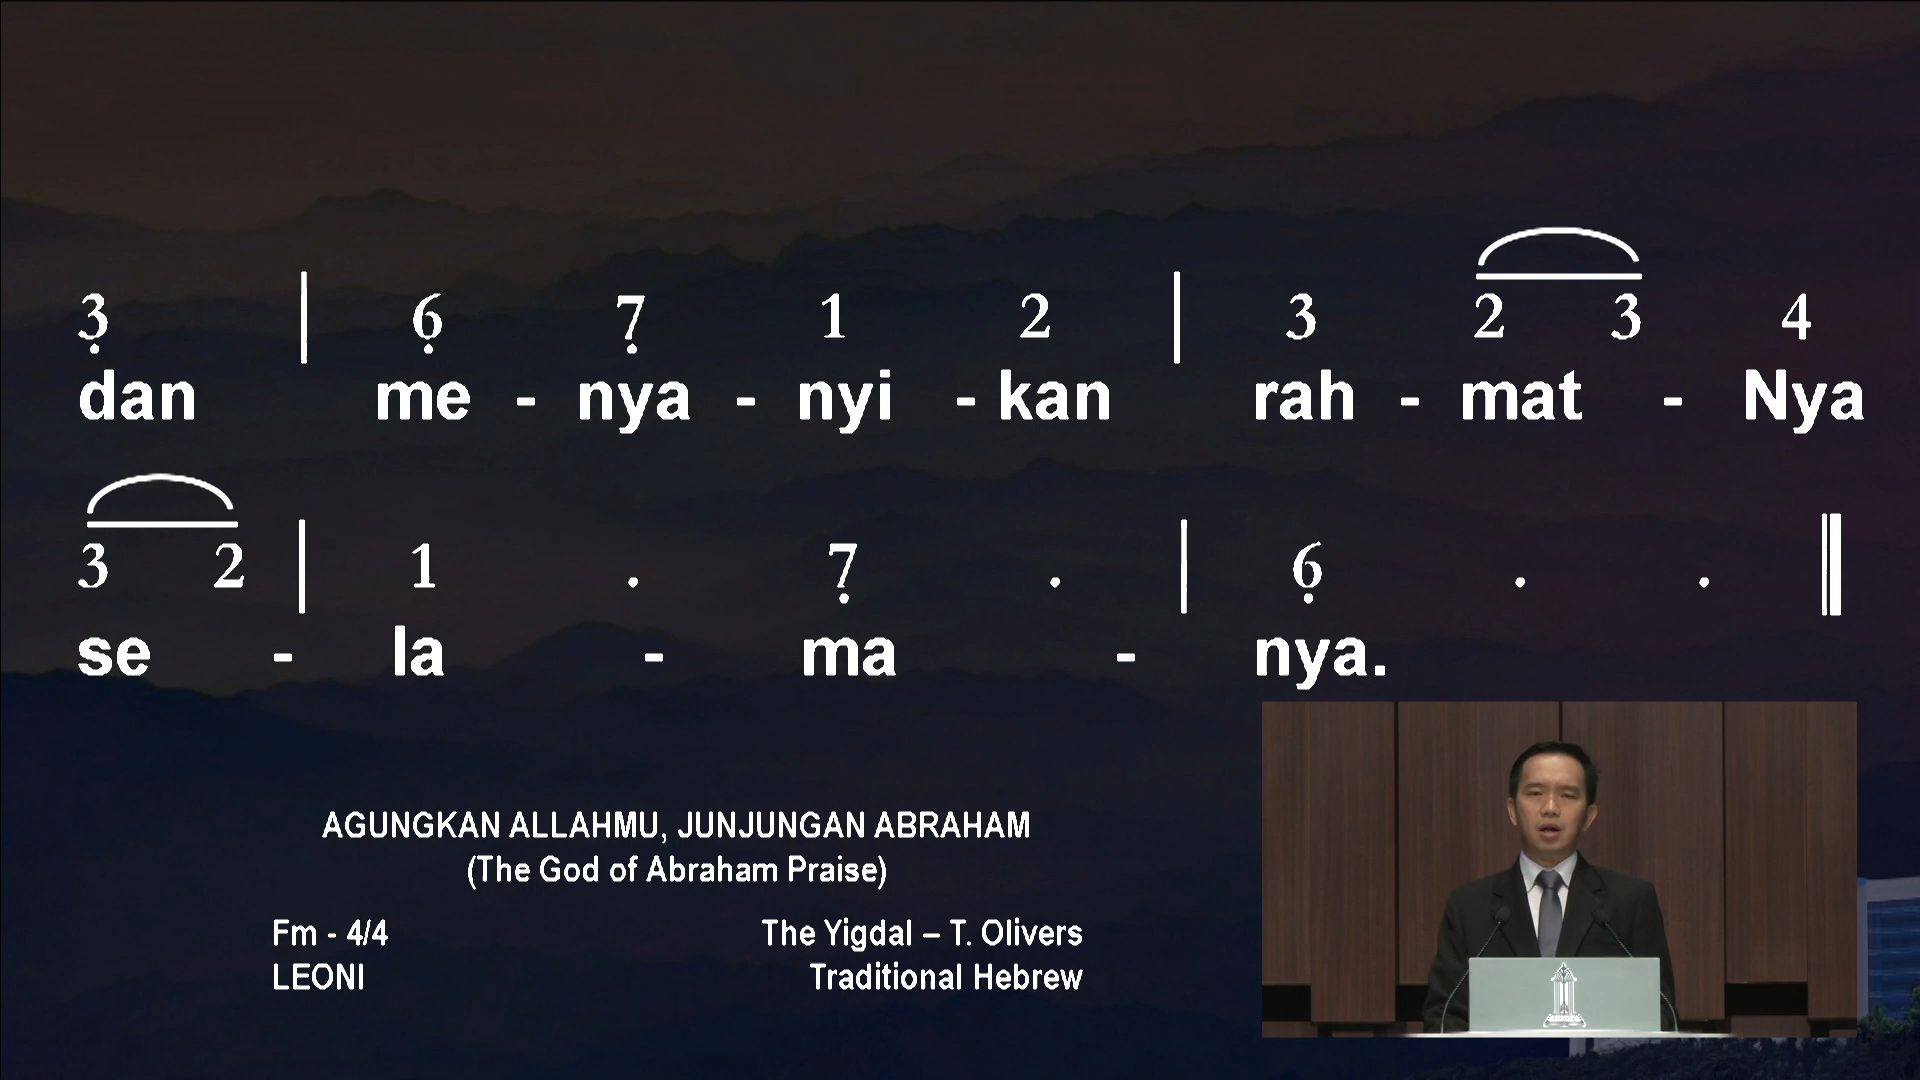 3̣ | 6̣ 7̣ 1 2 | 3 2 3 4
dan me - nya - nyi - kan rah - mat - Nya
3 2 | 1 . 7̣ . | 6̣ . . ||
se - la - ma - nya.
AGUNGKAN ALLAHMU, JUNJUNGAN ABRAHAM
(The God of Abraham Praise)
Fm - 4/4
The Yigdal – T. Olivers
LEONI
Traditional Hebrew